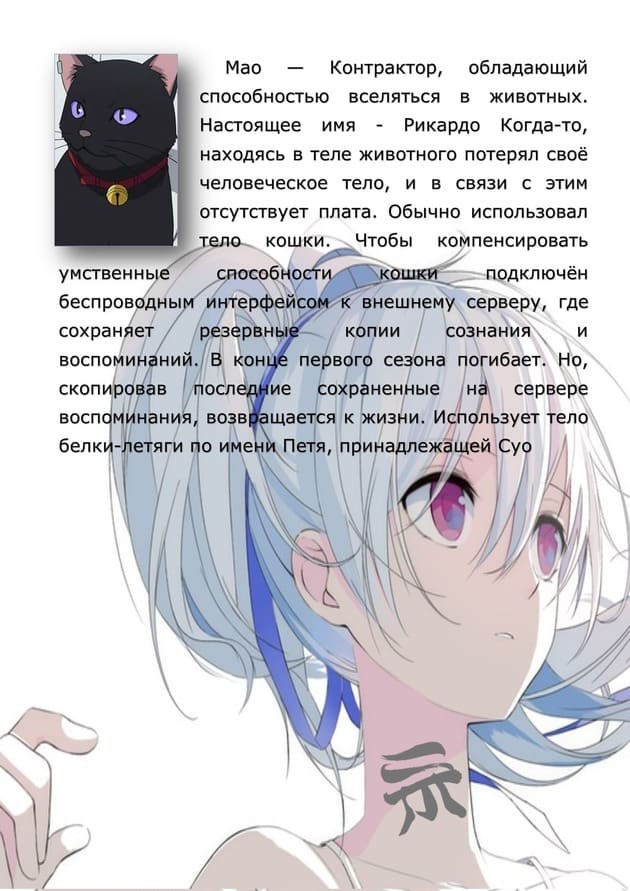 Мао — Контрактор, обладающий
способностью вселяться в животных.
Настоящее имя - Рикардо Когда-то,
находясь в теле животного потерял своё
человеческое тело, и в связи с этим
отсутствует плата. Обычно использовал
тело кошки. Чтобы компенсировать
умственные способности кошки подключён
беспроводным интерфейсом к внешнему серверу, где
сохраняет резервные копии сознания и
воспоминаний. В конце первого сезона погибает. Но,
скопировав последние сохраненные на сервере
воспоминания, возвращается к жизни. Использует тело
белки-летяги по имени Петя, принадлежащей Суо
示